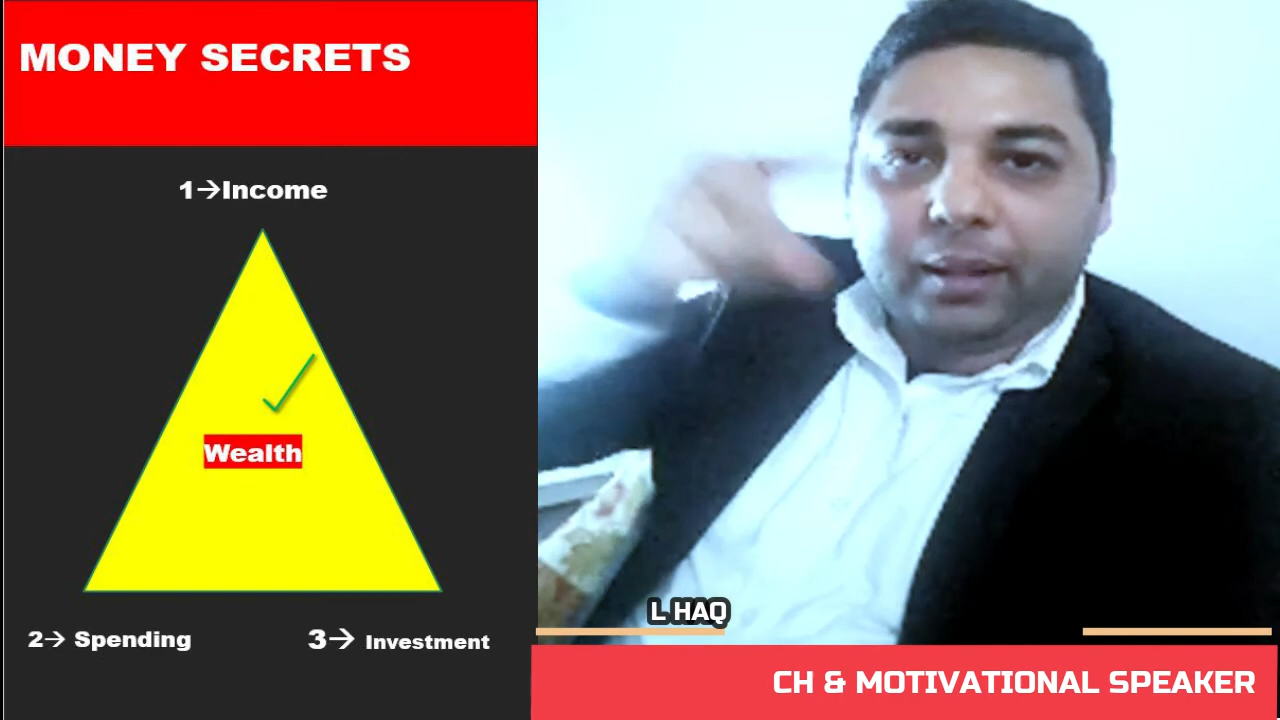 MONEY SECRETS
1→Income
Wealth
2→ Spending
3→ Investment
L HAQ
CH & MOTIVATIONAL SPEAKER